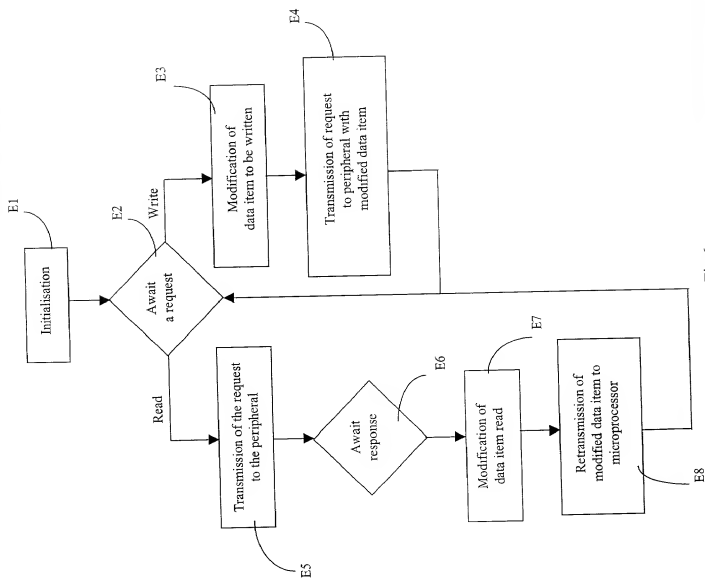 E1
Initialisation
E2
Await
a request
Read
Write
E3
Modification of
data item to be written
E4
Transmission of request
to peripheral with
modified data item
Transmission of the request
to the peripheral
E5
Await
response
E6
Modification of
data item read
E7
Retransmission of
modified data item to
microprocessor
E8